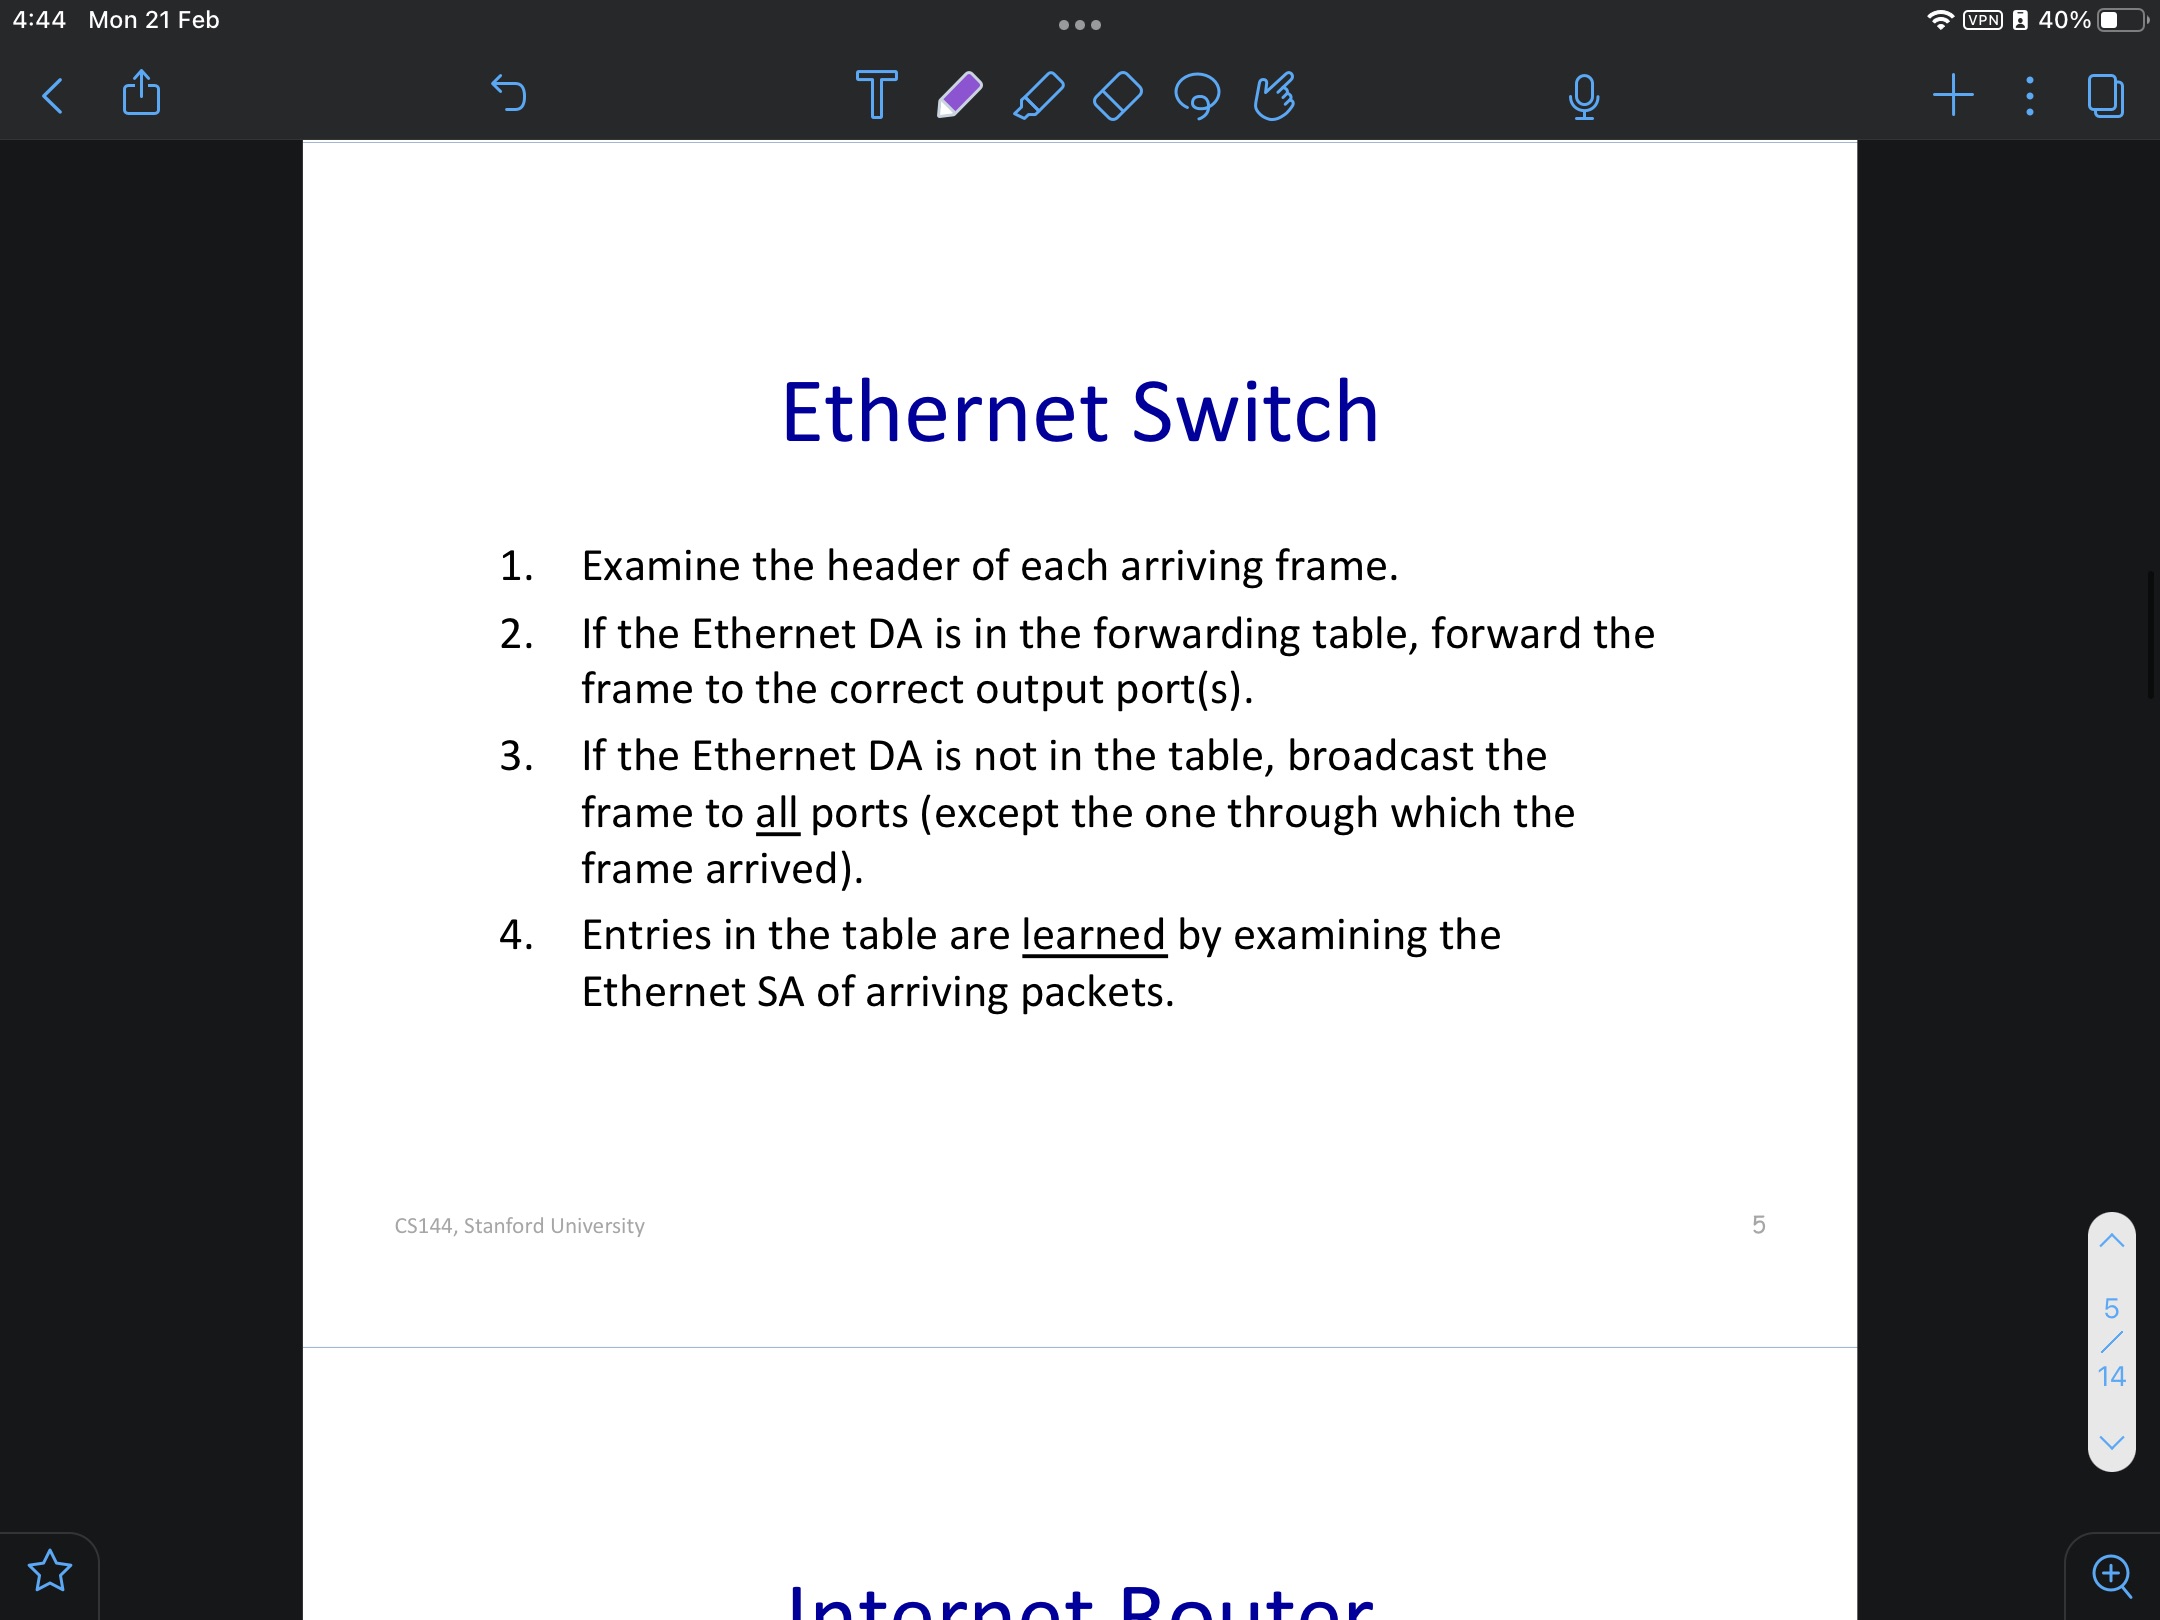 4:44 Mon 21 Feb
VPN 40%
T
Ethernet Switch
1. Examine the header of each arriving frame.
2. If the Ethernet DA is in the forwarding table, forward the
frame to the correct output port(s).
3. If the Ethernet DA is not in the table, broadcast the
frame to all ports (except the one through which the
frame arrived).
4. Entries in the table are learned by examining the
Ethernet SA of arriving packets.
CS144, Stanford University 5
5
/
14
Internet Router